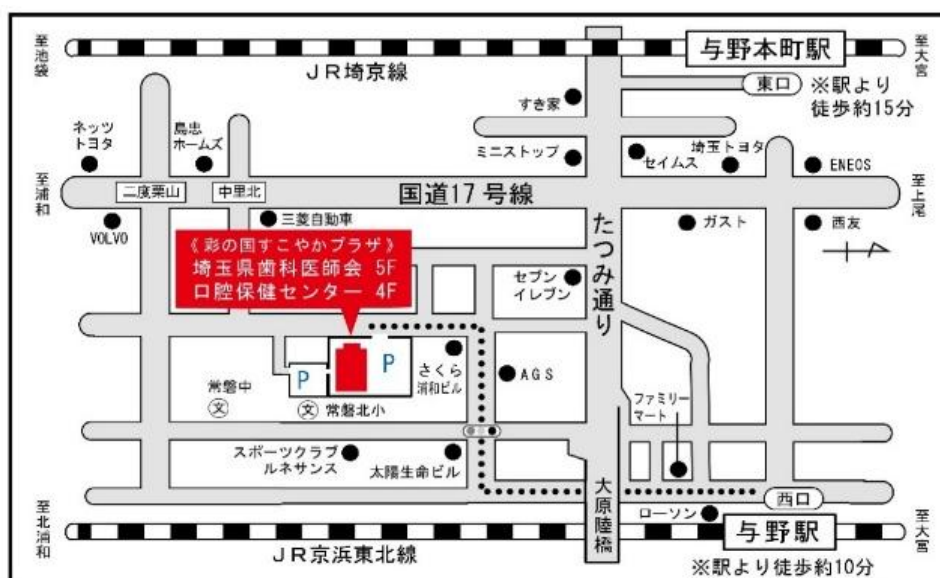 至池袋
JR埼京線
与野本町駅
至大宮
東口
※駅より
徒歩約15分
すき家
ネッツ
トヨタ
島忠
ホームズ
ミニストップ
セイムス
埼玉トヨタ
ENEOS
至浦和
二度栗山
中里北
国道17号線
至上尾
VOLVO
三菱自動車
たつみ通り
ガスト
西友
《彩の国すこやかプラザ》
埼玉県歯科医師会 5F
口腔保健センター 4F
セブン
イレブン
P
P
さくら
浦和ビル
AGS
ファミリー
マート
常磐中
文
文
常磐北小
スポーツクラブ
ルネサンス
太陽生命ビル
大原陸橋
西口
ローソン
至北浦和
JR京浜東北線
与野駅
至大宮
※駅より徒歩約10分